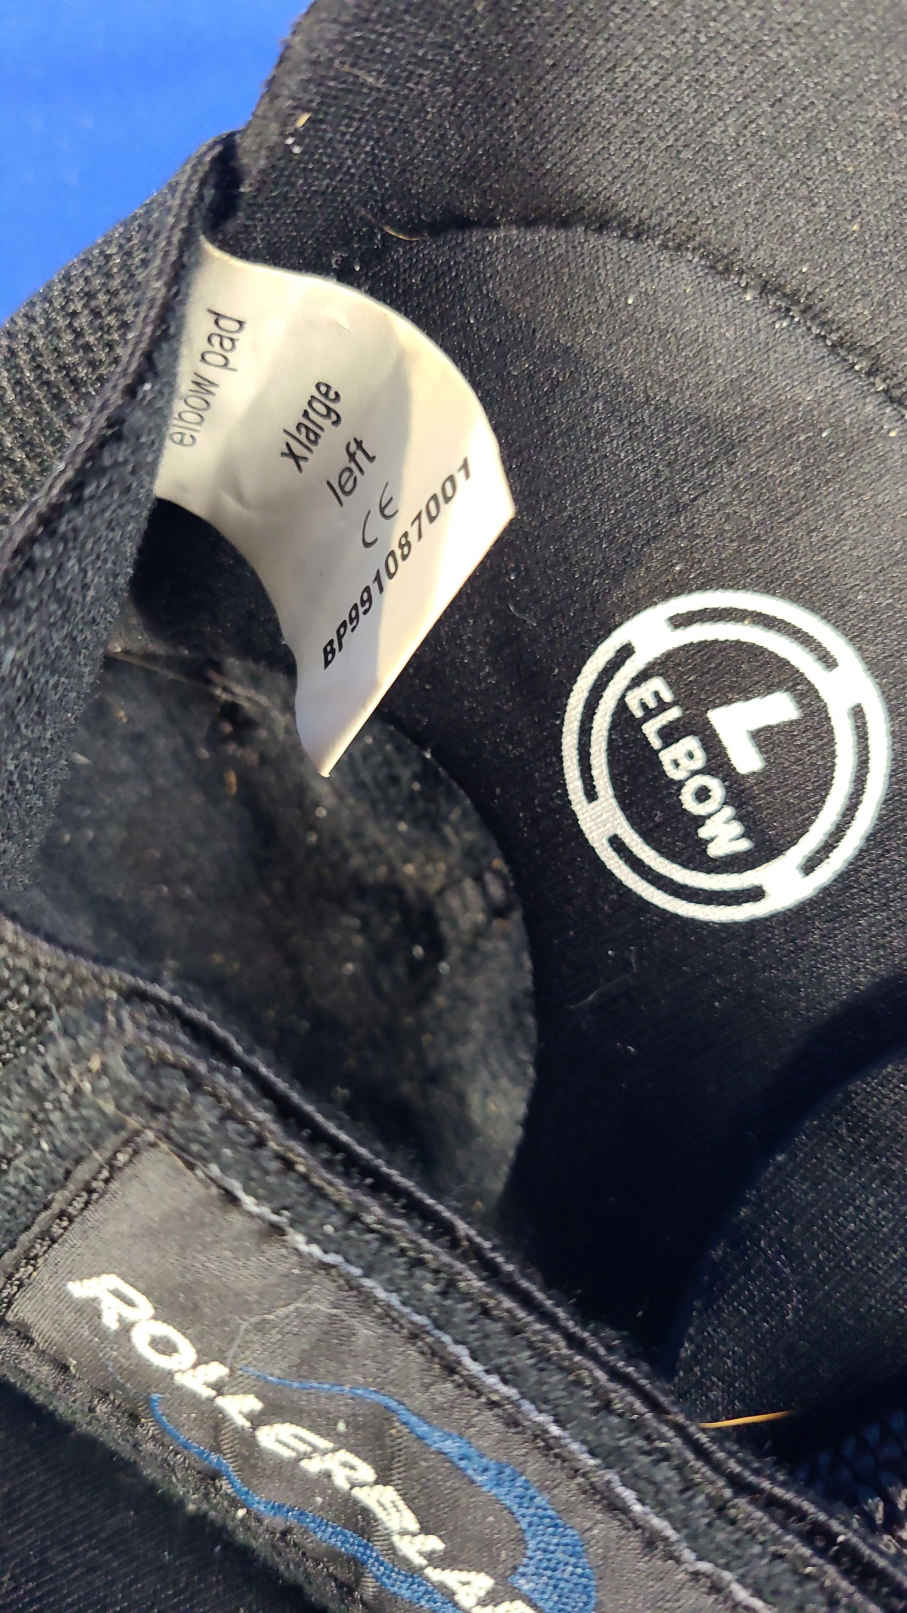 elbow pad
xlarge
left
CE
BP991087001
L
ELBOW
ROLLERBLA